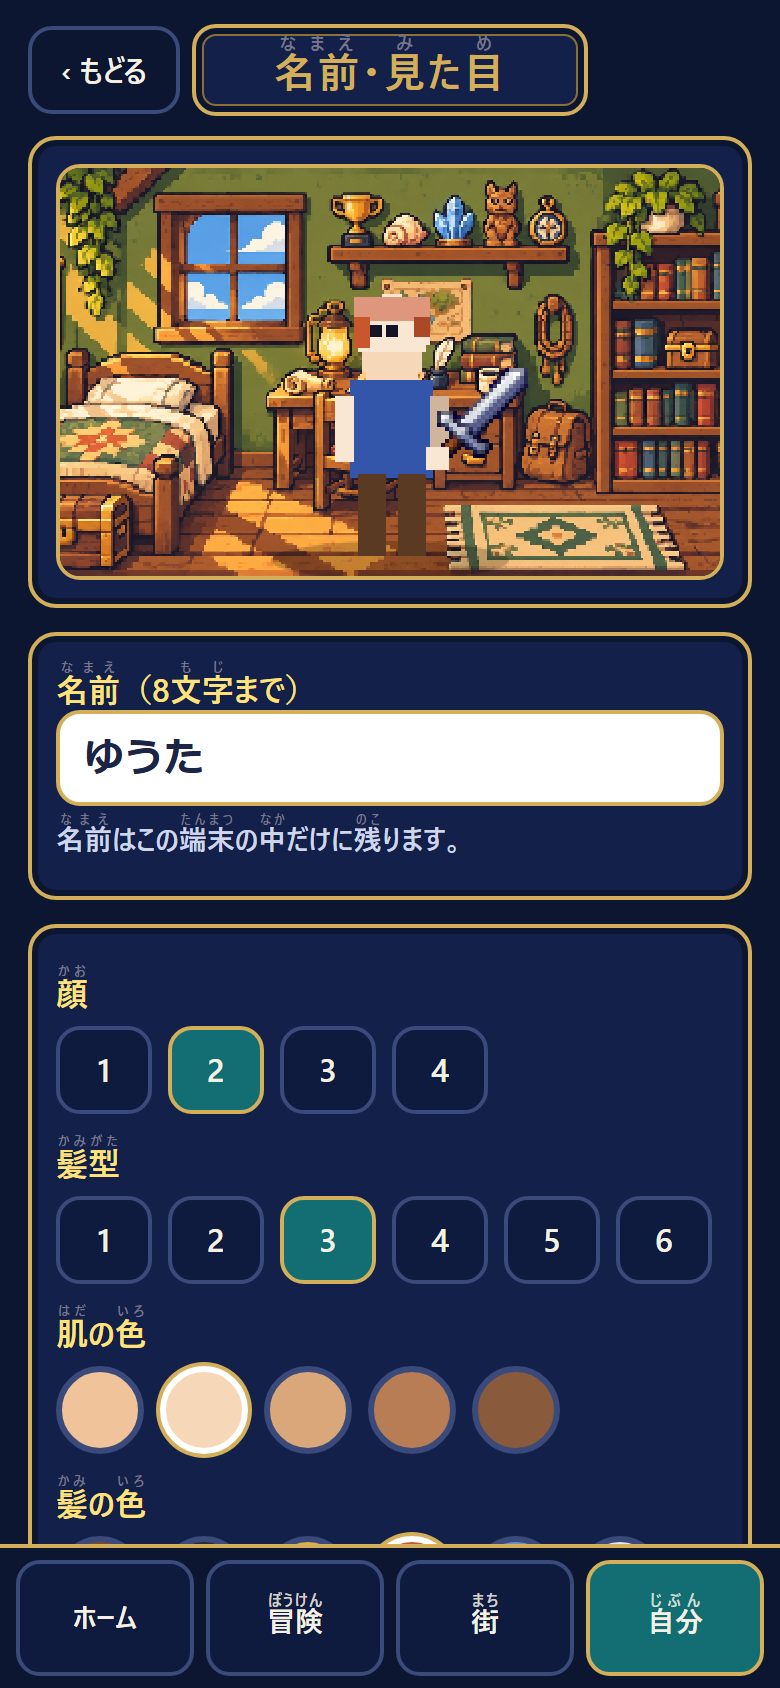 ‹ もどる
なまえ み め
名前・見た目
なまえ もじ
名前（8文字まで）
ゆうた
なまえ たんまつ なか のこ
名前はこの端末の中だけに残ります。
かお
顔
1 2 3 4
かみがた
髪型
1 2 3 4 5 6
はだ いろ
肌の色
かみ いろ
髪の色
ホーム
ぼうけん
冒険
まち
街
じぶん
自分